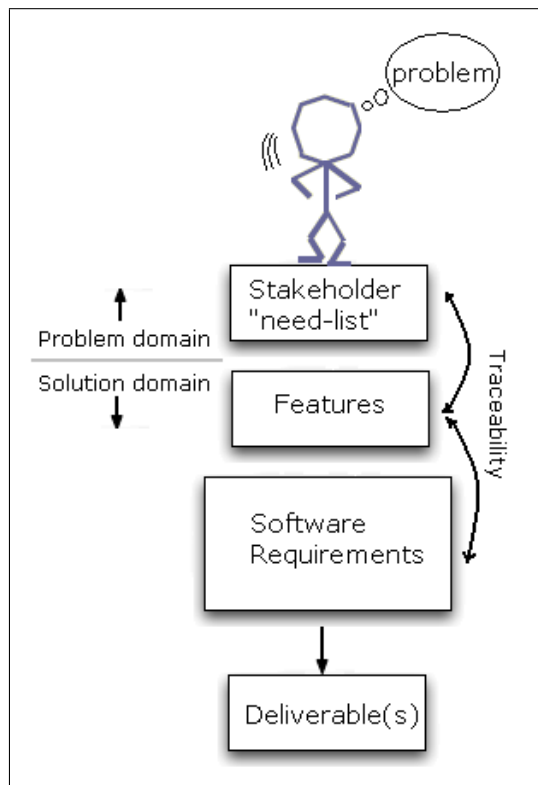 problem
Stakeholder
"need-list"
Problem domain
Solution domain
Features
Traceability
Software
Requirements
Deliverable(s)